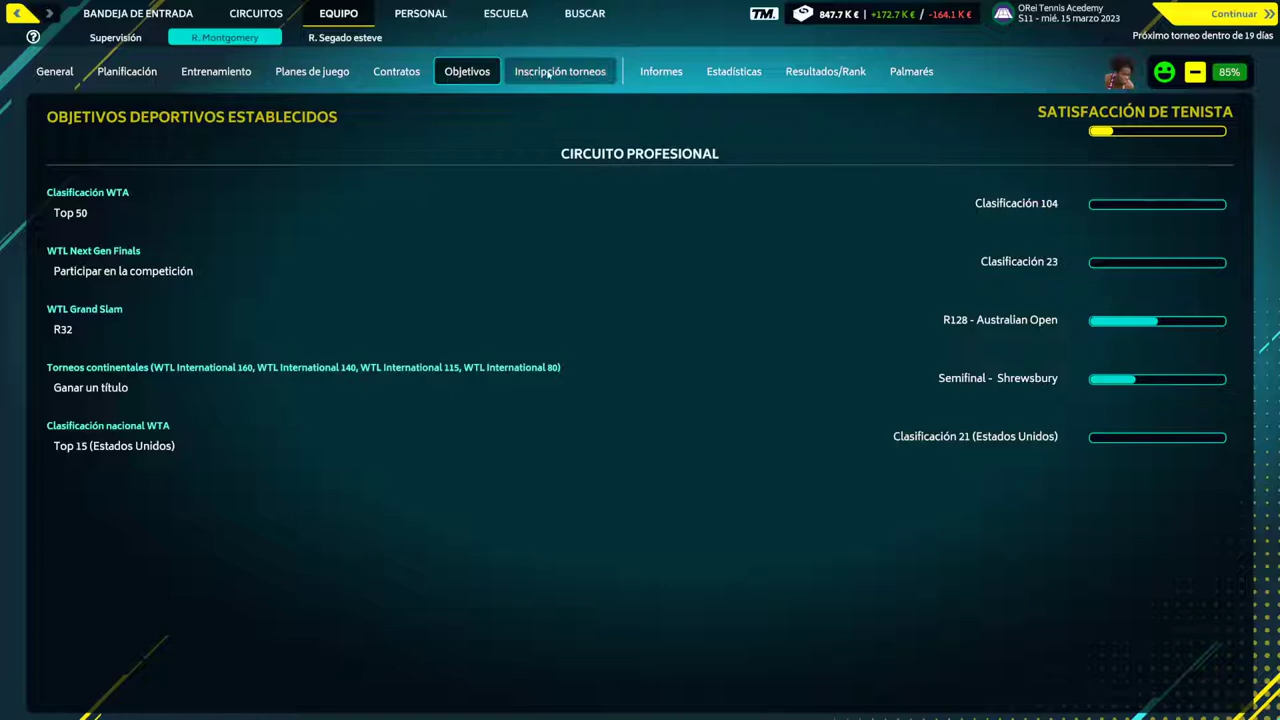 BANDEJA DE ENTRADA CIRCUITOS EQUIPO PERSONAL ESCUELA BUSCAR TM. 847.7 K € | +172.7 K € / -164.1 K € ORei Tennis Acedemy Continuar
S11 - mié. 15 marzo 2023
Supervisión R. Montgomery R. Segado esteve Próximo torneo dentro de 19 días
General Planificación Entrenamiento Planes de juego Contratos Objetivos Inscripción torneos Informes Estadísticas Resultados/Rank Palmarés 85%
OBJETIVOS DEPORTIVOS ESTABLECIDOS SATISFACCIÓN DE TENISTA
CIRCUITO PROFESIONAL
Clasificación WTA
Top 50 Clasificación 104
WTL Next Gen Finals
Participar en la competición Clasificación 23
WTL Grand Slam
R32 R128 - Australian Open
Torneos continentales (WTL International 160, WTL International 140, WTL International 115, WTL International 80)
Ganar un título Semifinal - Shrewsbury
Clasificación nacional WTA
Top 15 (Estados Unidos) Clasificación 21 (Estados Unidos)